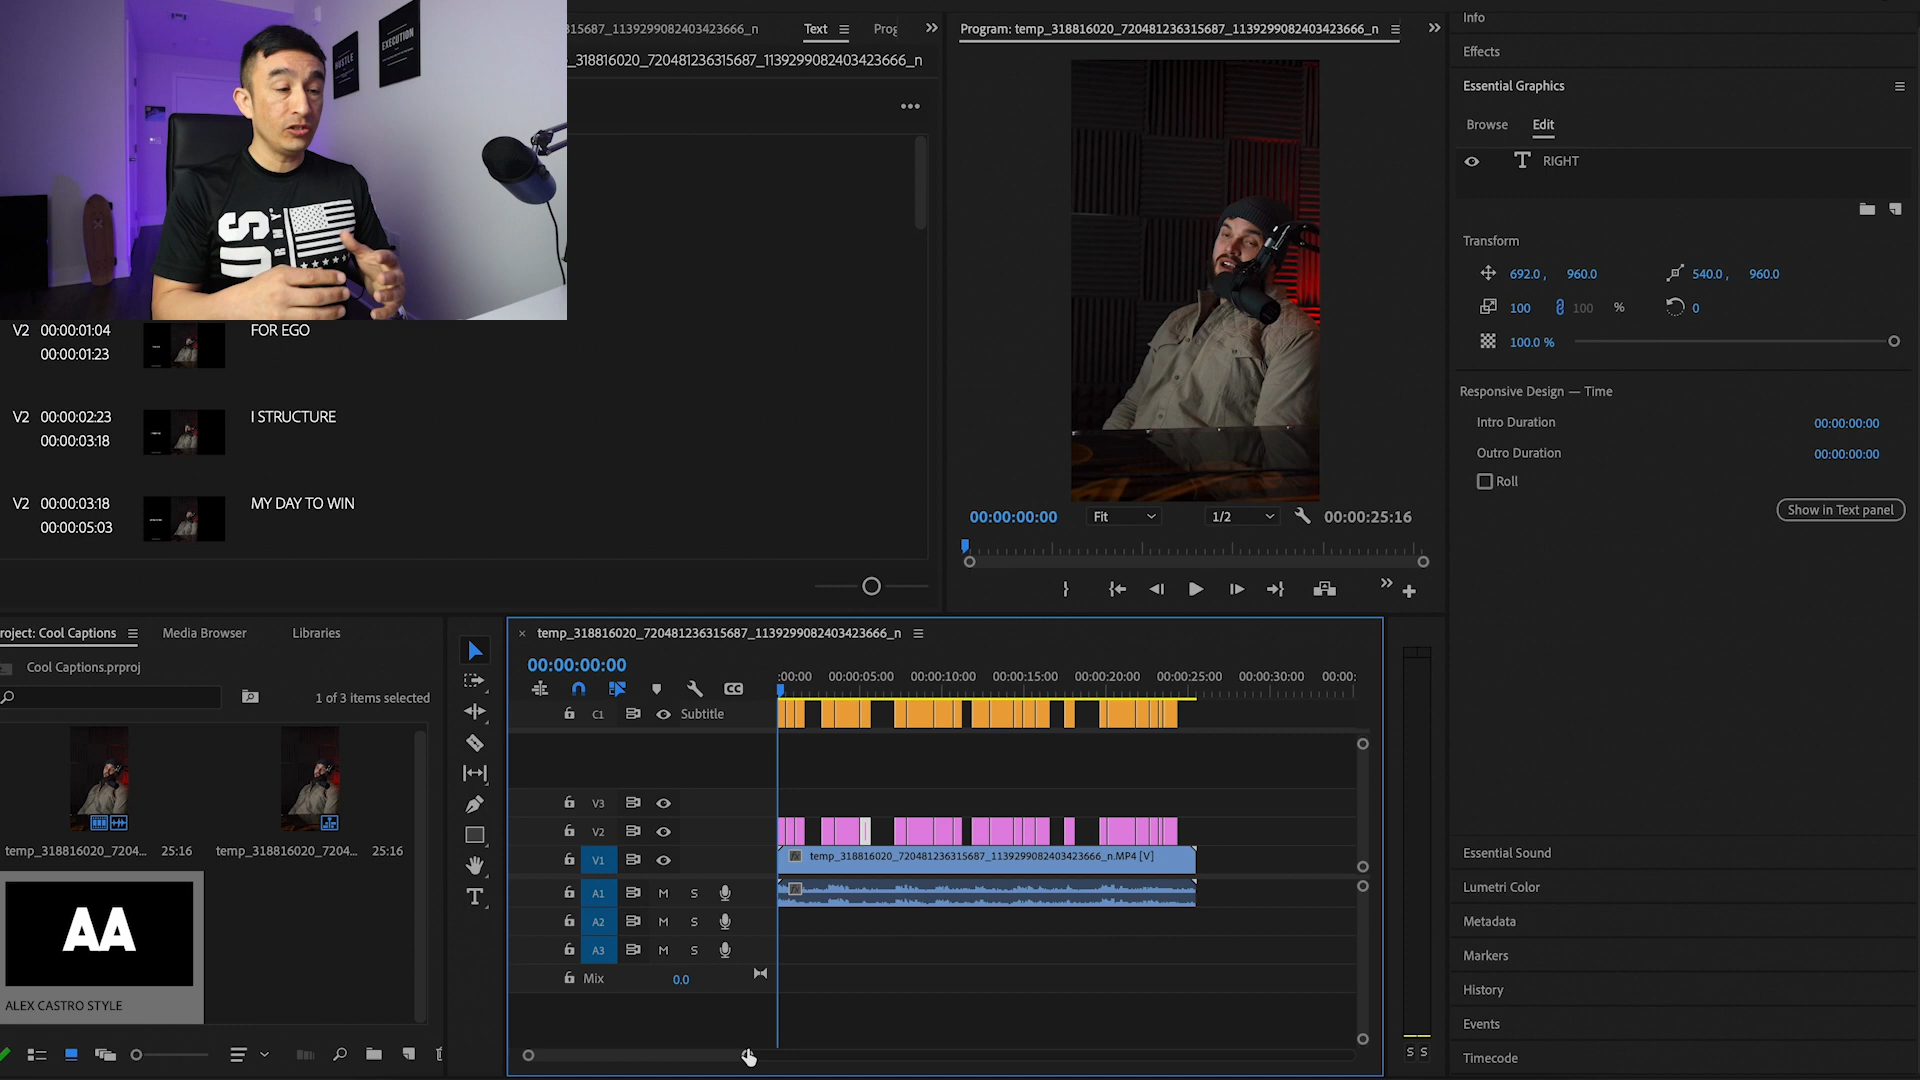 HUSTLE
EXECUTION
US
ARMY
315687_1139299082403423666_n
Text
Prog
_318816020_720481236315687_1139299082403423666_n
V2 00:00:01:04 FOR EGO
00:00:01:23
V2 00:00:02:23 I STRUCTURE
00:00:03:18
V2 00:00:03:18 MY DAY TO WIN
00:00:05:03
Program: temp_318816020_720481236315687_1139299082403423666_n
00:00:00:00 Fit 1/2 00:00:25:16
Info
Effects
Essential Graphics
Browse Edit
RIGHT
Transform
692.0 , 960.0 540.0 , 960.0
100 100 % 0
100.0 %
Responsive Design — Time
Intro Duration 00:00:00:00
Outro Duration 00:00:00:00
Roll
Show in Text panel
Essential Sound
Lumetri Color
Metadata
Markers
History
Events
Timecode
roject: Cool Captions Media Browser Libraries
Cool Captions.prproj
1 of 3 items selected
temp_318816020_7204... 25:16 temp_318816020_7204... 25:16
AA
ALEX CASTRO STYLE
× temp_318816020_720481236315687_1139299082403423666_n
00:00:00:00
:00:00 00:00:05:00 00:00:10:00 00:00:15:00 00:00:20:00 00:00:25:00 00:00:30:00 00:00:
CC
C1 Subtitle
V3
V2
V1 fx temp_318816020_720481236315687_1139299082403423666_n.MP4 [V]
A1 M S fx
A2 M S
A3 M S
Mix 0.0
S S